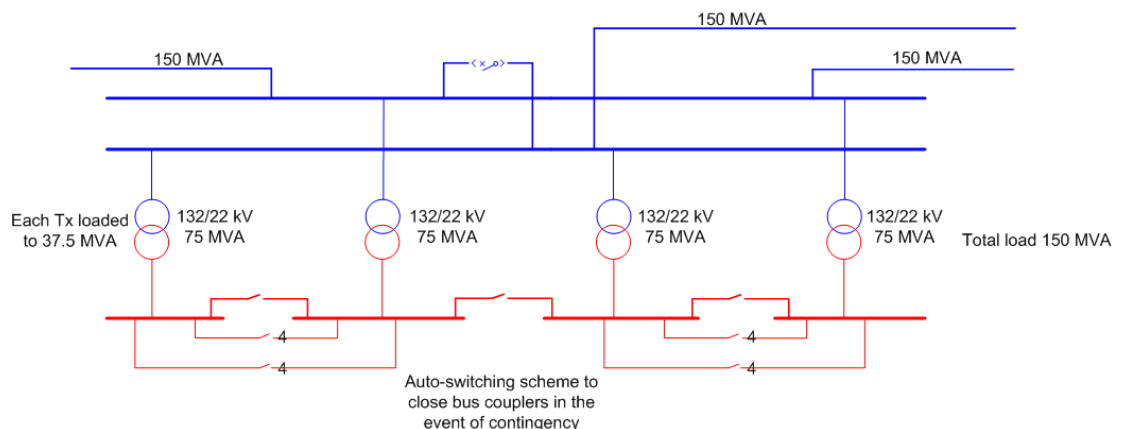 150 MVA
150 MVA
150 MVA
Each Tx loaded
to 37.5 MVA
132/22 kV
75 MVA
132/22 kV
75 MVA
132/22 kV
75 MVA
132/22 kV
75 MVA
Total load 150 MVA
4
4
4
4
Auto-switching scheme to
close bus couplers in the
event of contingency